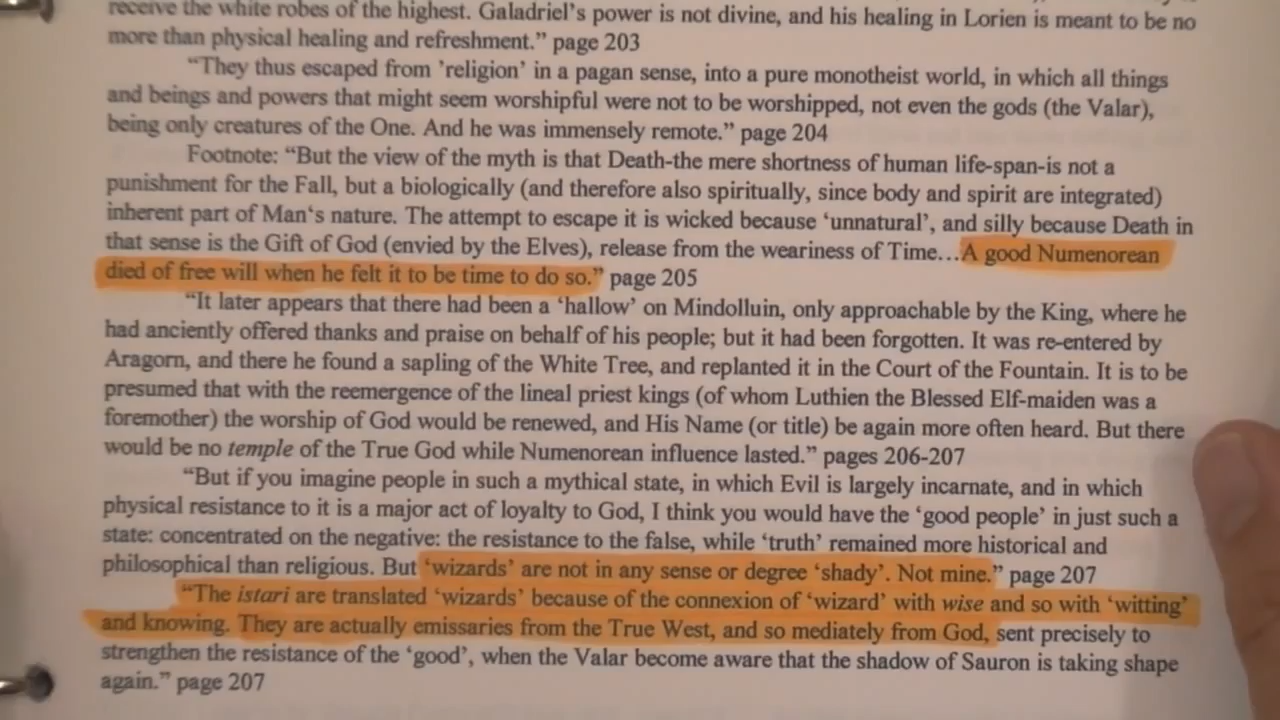 receive the white robes of the highest. Galadriel's power is not divine, and his healing in Lorien is meant to be no
more than physical healing and refreshment.” page 203
“They thus escaped from ’religion’ in a pagan sense, into a pure monotheist world, in which all things
and beings and powers that might seem worshipful were not to be worshipped, not even the gods (the Valar),
being only creatures of the One. And he was immensely remote.” page 204
Footnote: “But the view of the myth is that Death-the mere shortness of human life-span-is not a
punishment for the Fall, but a biologically (and therefore also spiritually, since body and spirit are integrated)
inherent part of Man‘s nature. The attempt to escape it is wicked because ‘unnatural’, and silly because Death in
that sense is the Gift of God (envied by the Elves), release from the weariness of Time…A good Numenorean
died of free will when he felt it to be time to do so.” page 205
“It later appears that there had been a ‘hallow’ on Mindolluin, only approachable by the King, where he
had anciently offered thanks and praise on behalf of his people; but it had been forgotten. It was re-entered by
Aragorn, and there he found a sapling of the White Tree, and replanted it in the Court of the Fountain. It is to be
presumed that with the reemergence of the lineal priest kings (of whom Luthien the Blessed Elf-maiden was a
foremother) the worship of God would be renewed, and His Name (or title) be again more often heard. But there
would be no temple of the True God while Numenorean influence lasted.” pages 206-207
“But if you imagine people in such a mythical state, in which Evil is largely incarnate, and in which
physical resistance to it is a major act of loyalty to God, I think you would have the ‘good people’ in just such a
state: concentrated on the negative: the resistance to the false, while ‘truth’ remained more historical and
philosophical than religious. But ‘wizards’ are not in any sense or degree ‘shady’. Not mine.” page 207
“The istari are translated ‘wizards’ because of the connexion of ‘wizard’ with wise and so with ‘witting’
and knowing. They are actually emissaries from the True West, and so mediately from God, sent precisely to
strengthen the resistance of the ‘good’, when the Valar become aware that the shadow of Sauron is taking shape
again.” page 207